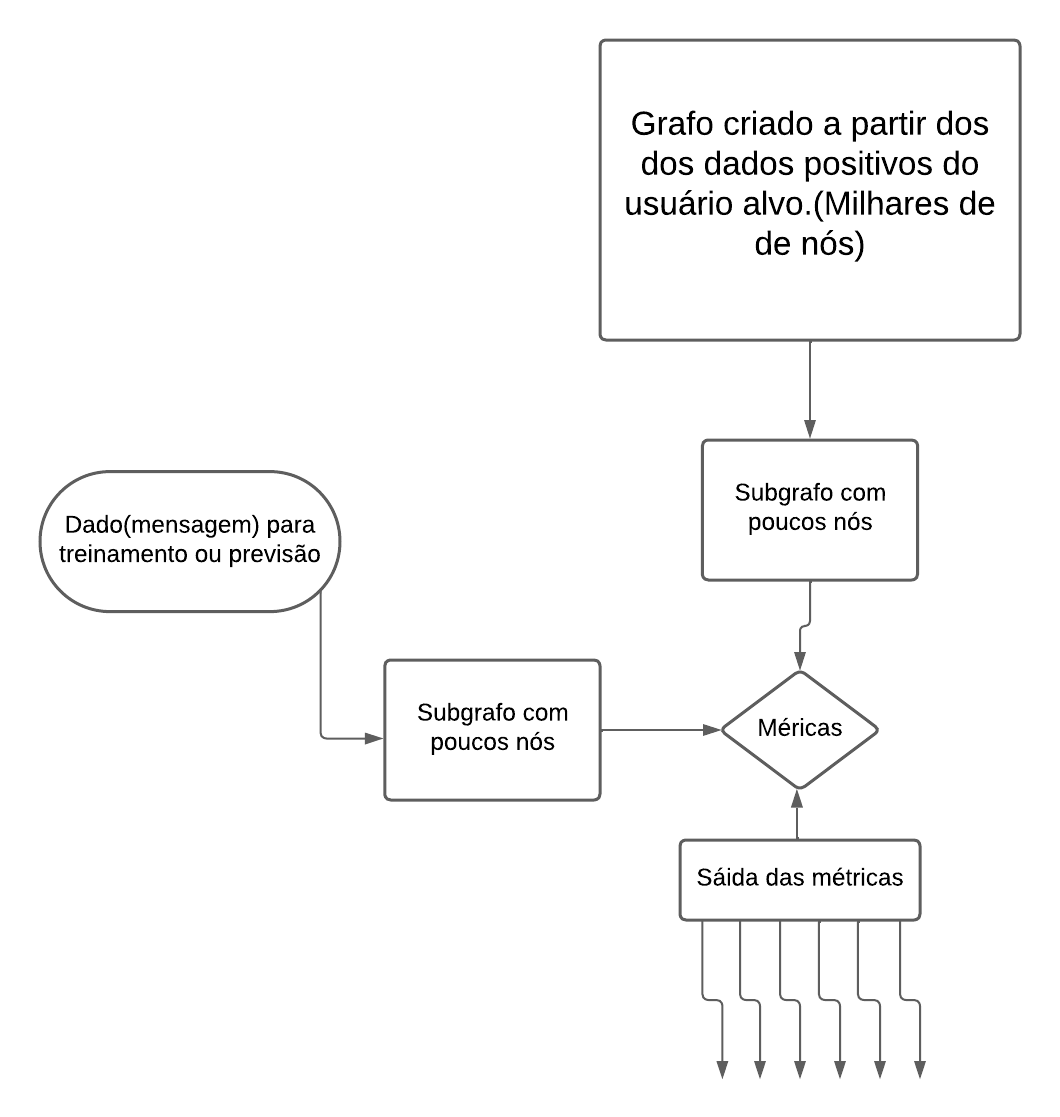 Grafo criado a partir dos
dos dados positivos do
usuário alvo.(Milhares de
de nós)
Subgrafo com
poucos nós
Dado(mensagem) para
treinamento ou previsão
Subgrafo com
poucos nós
Méricas
Sáida das métricas